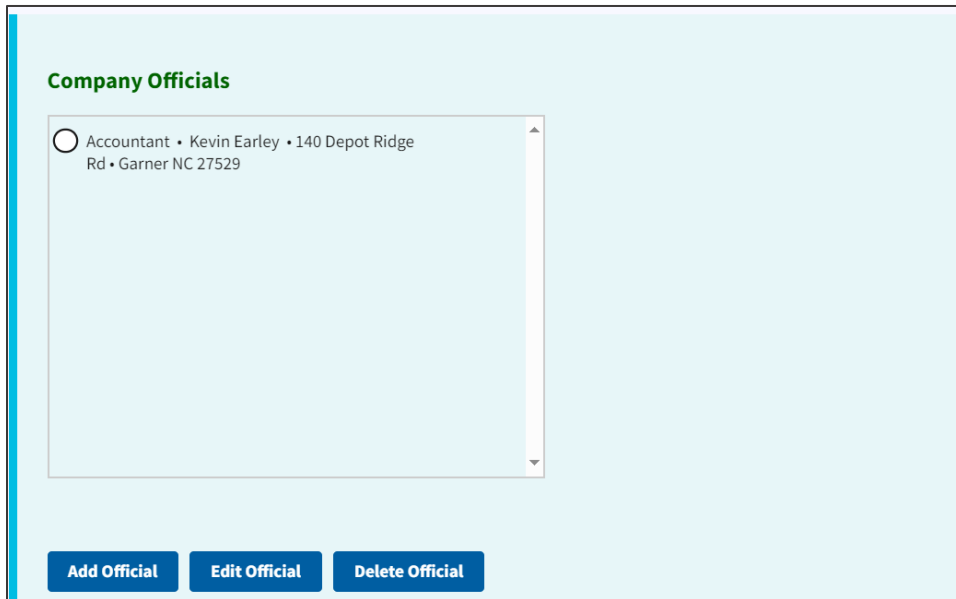 Company Officials
Accountant • Kevin Earley • 140 Depot Ridge
Rd • Garner NC 27529
Add Official Edit Official Delete Official